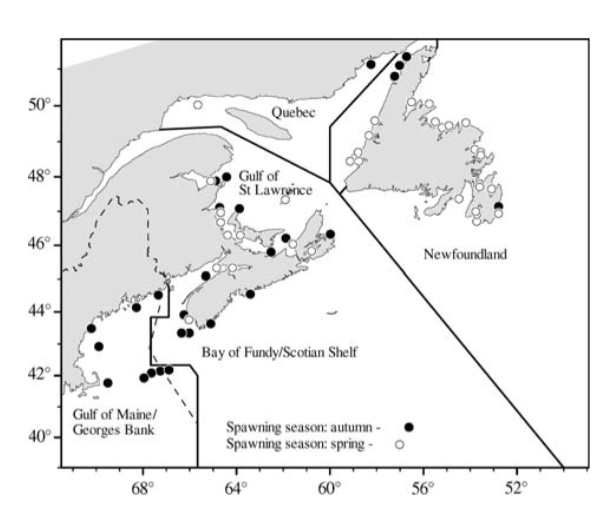 50°
48°
46°
44°
42°
40°
Quebec
Gulf of
St Lawrence
Newfoundland
Bay of Fundy/Scotian Shelf
Gulf of Maine/
Georges Bank
Spawning season: autumn -
Spawning season: spring -
68°
64°
60°
56°
52°